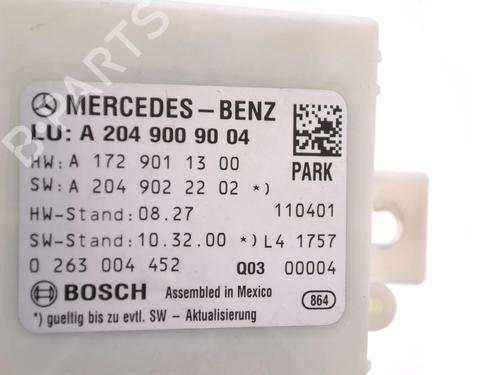 MERCEDES-BENZ
LU: A 204 900 90 04
HW: A 172 901 13 00
PARK
SW: A 204 902 22 02 *)
HW-Stand: 08.27 110401
SW-Stand: 10.32.00 *) L4 1757
0 263 004 452 Q03 00004
BOSCH Assembled in Mexico 864
*) gueltig bis zu evtl. SW - Aktualisierung
B-PARTS